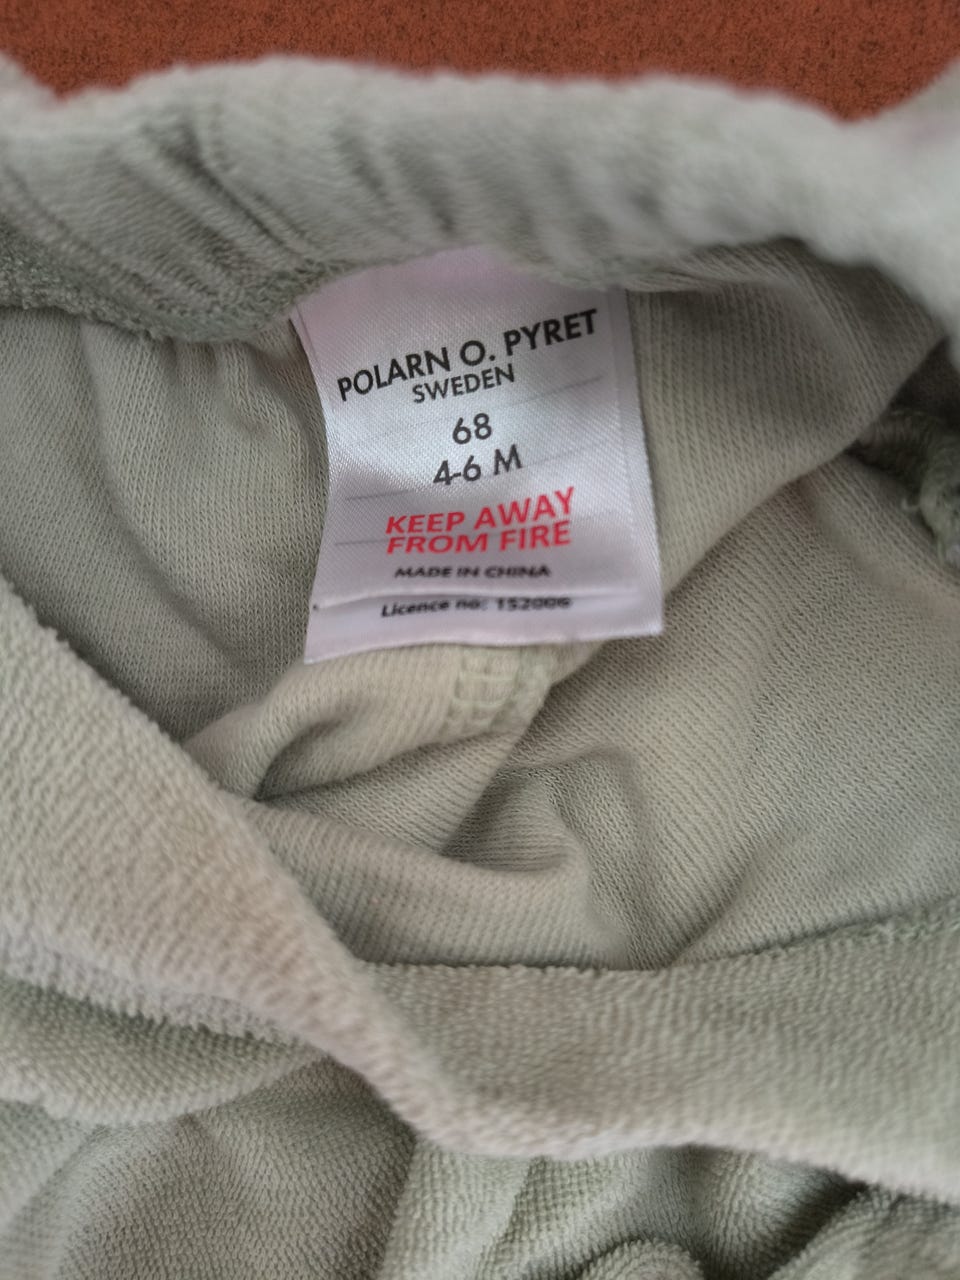 POLARN O. PYRET
SWEDEN
68
4-6 M
KEEP AWAY
FROM FIRE
MADE IN CHINA
Licence no: 152006